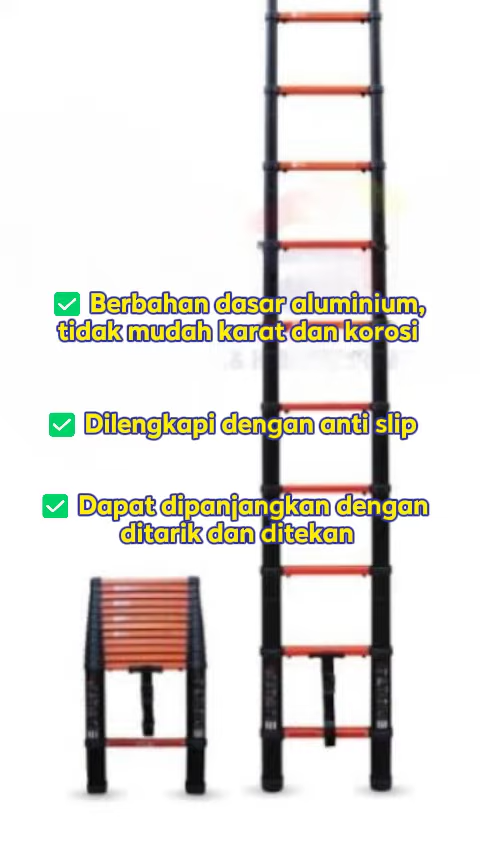 ✅ Berbahan dasar aluminium,
tidak mudah karat dan korosi
✅ Dilengkapi dengan anti slip
✅ Dapat dipanjangkan dengan
ditarik dan ditekan